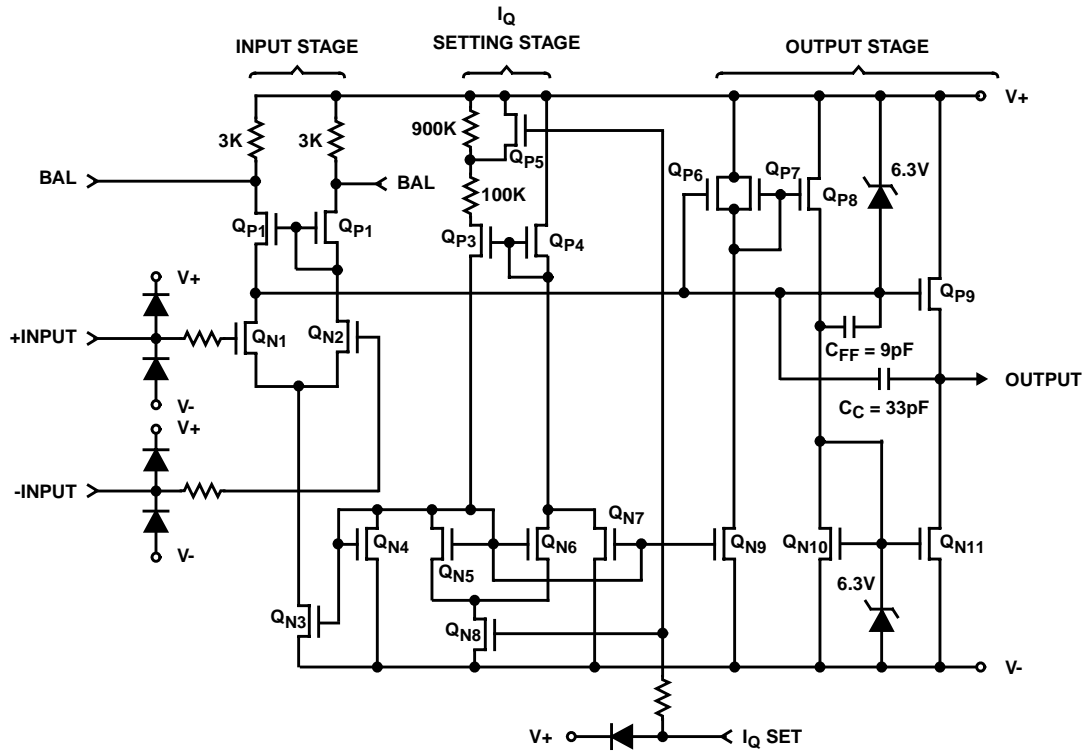 IQ
INPUT STAGE
SETTING STAGE
OUTPUT STAGE
V+
3K
3K
900K
QP5
QP6
QP7
6.3V
QP8
BAL
BAL
100K
QP1
QP1
QP3
QP4
V+
QP9
+INPUT
QN1
QN2
CFF = 9pF
OUTPUT
V-
CC = 33pF
V+
-INPUT
QN7
QN4
QN5
QN6
QN9
QN10
QN11
V-
6.3V
QN3
QN8
V-
V+
IQ SET